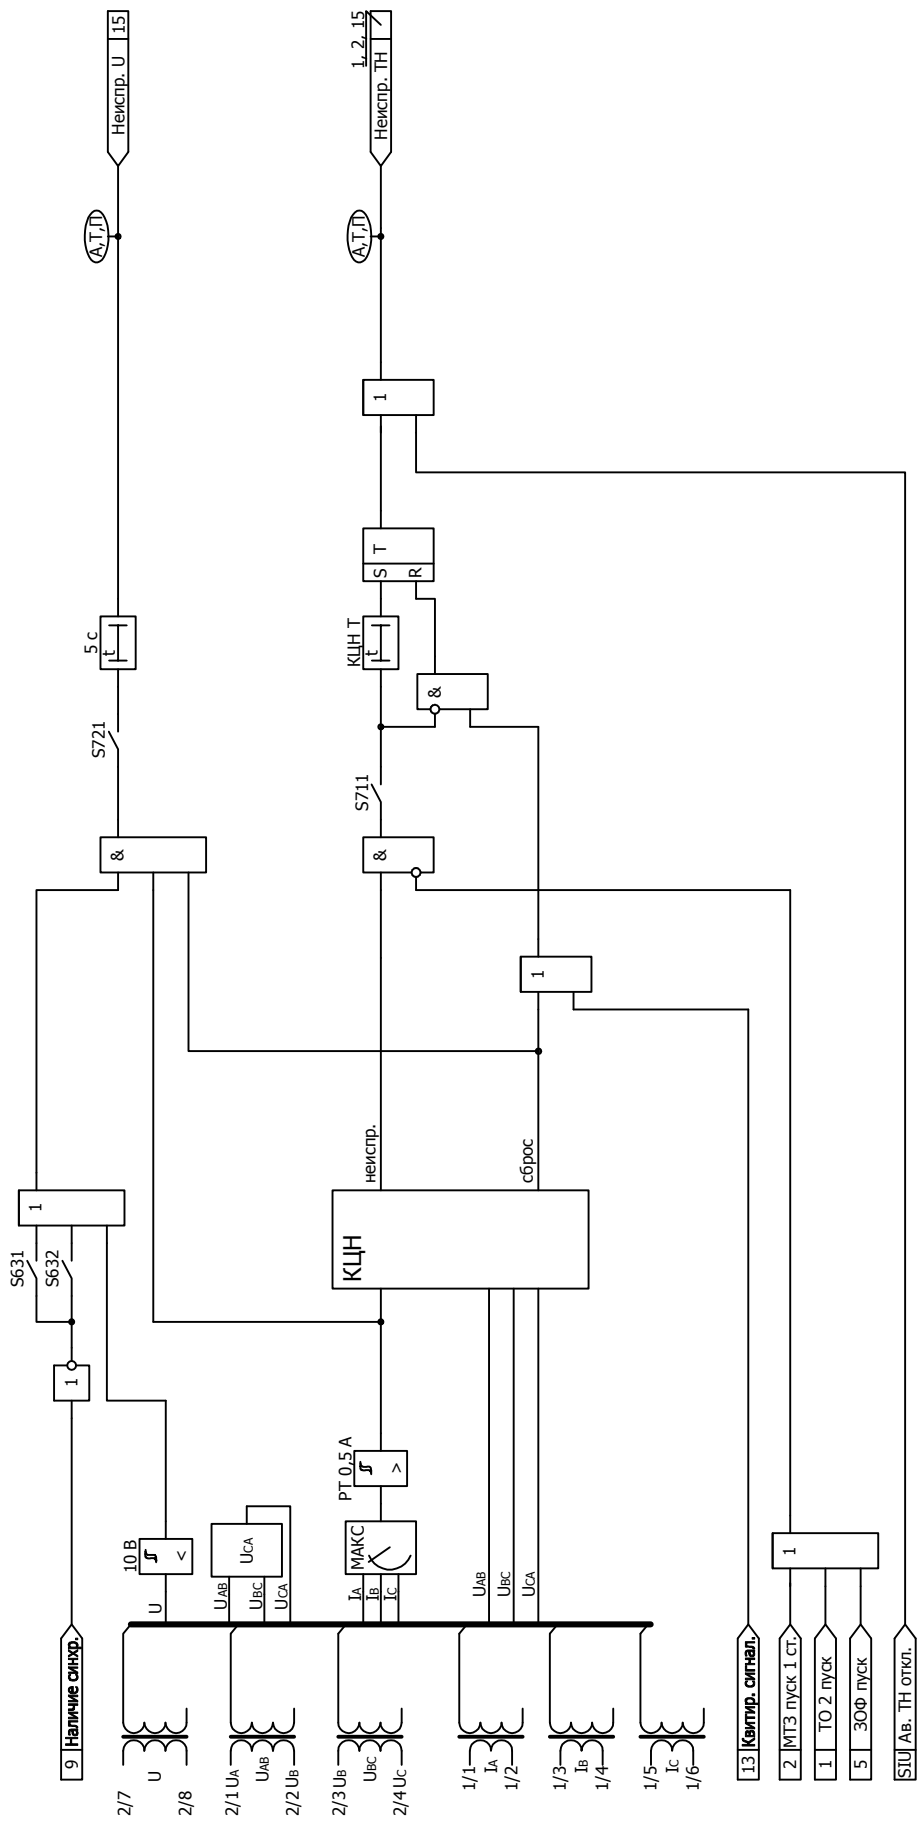 15
Неиспр. U
А,Т,П
5 с
t
S721
&
1, 2, 15
Неиспр. ТН
А,Т,П
1
T
S
R
КЦН Т
t
&
S711
&
1
неиспр.
сброс
КЦН
1
S631
S632
1
10 В
<
U
UCA
UAB
UBC
UCA
РТ 0,5 А
>
МАКС
IA
IB
IC
UAB
UBC
UCA
1
9 Наличие синхр.
2/7
U
2/8
2/1 UA
UAB
2/2 UB
2/3 UB
UBC
2/4 UC
1/1
IA
1/2
1/3
IB
1/4
1/5
IC
1/6
13 Квитир. сигнал.
2 МТЗ пуск 1 ст.
1 ТО 2 пуск
5 ЗОФ пуск
SIU Ав. ТН откл.